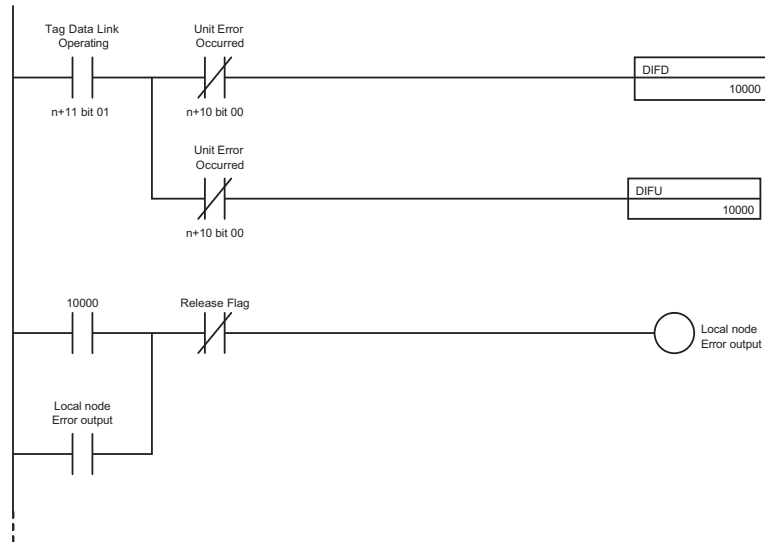 Tag Data Link
Operating
Unit Error
Occurred
DIFD
10000
n+11 bit 01
n+10 bit 00
Unit Error
Occurred
DIFU
10000
n+10 bit 00
10000
Release Flag
Local node
Error output
Local node
Error output